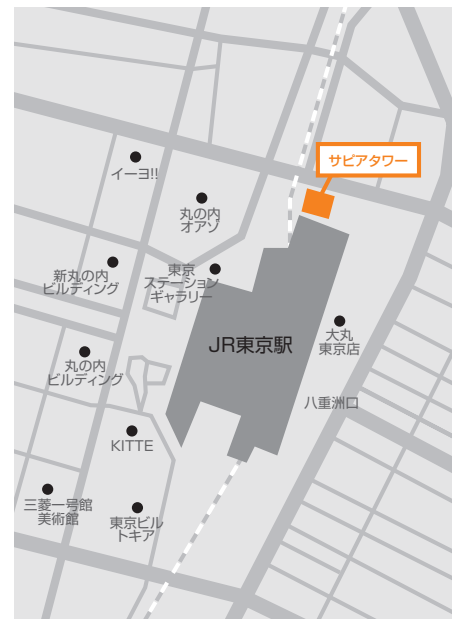 サピアタワー
イーヨ!!
丸の内
オアゾ
東京
ステーション
ギャラリー
新丸の内
ビルディング
JR東京駅
大丸
東京店
丸の内
ビルディング
八重洲口
KITTE
三菱一号館
美術館
東京ビル
トキア